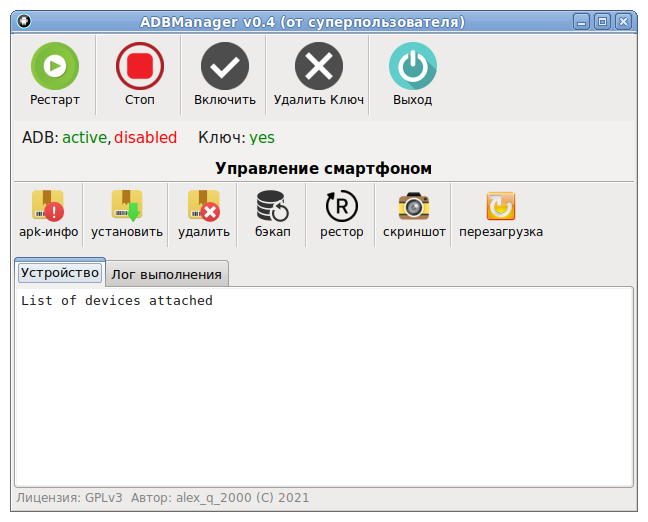 ADBManager v0.4 (от суперпользователя)
Рестарт Стоп Включить Удалить Ключ Выход
ADB: active, disabled Ключ: yes
Управление смартфоном
apk-инфо установить удалить бэкап рестор скриншот перезагрузка
Устройство Лог выполнения
List of devices attached
Лицензия: GPLv3 Автор: alex_q_2000 (C) 2021